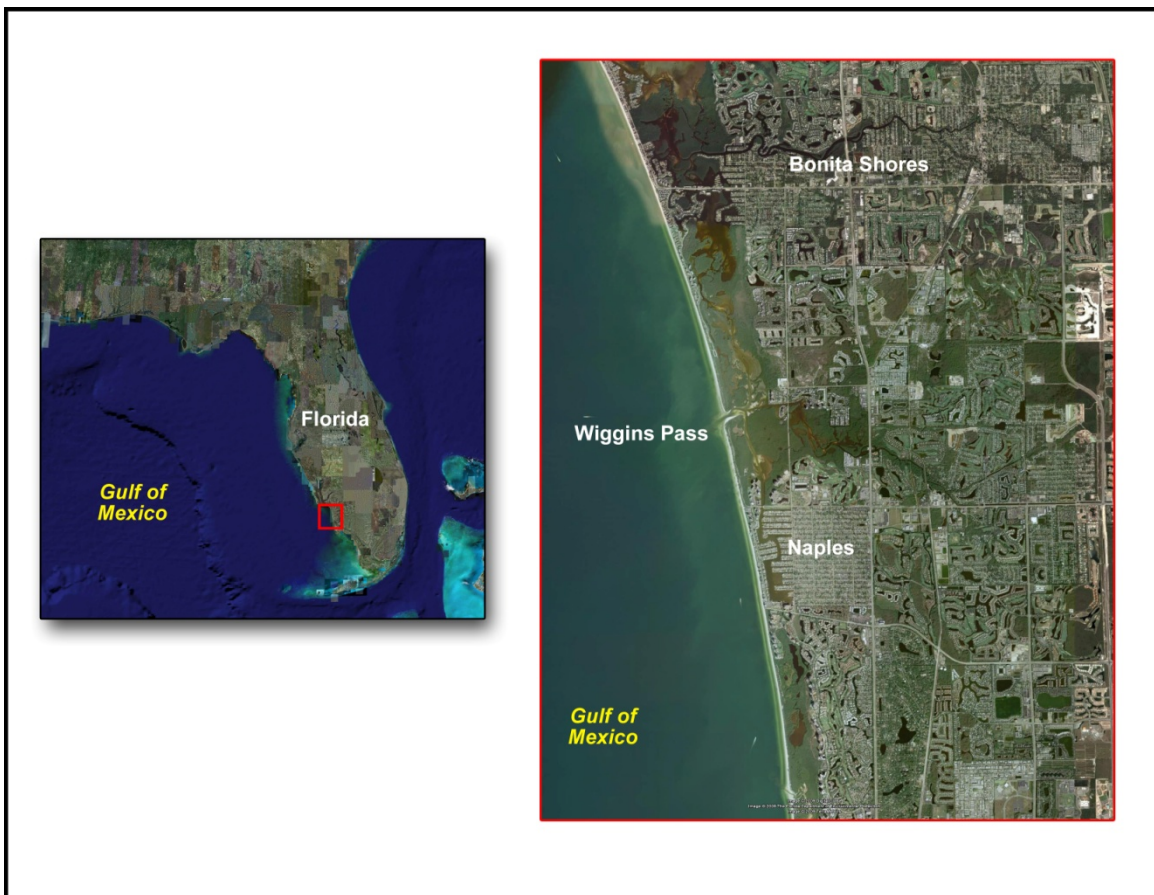 Florida
Gulf of
Mexico
Bonita Shores
Wiggins Pass
Naples
Gulf of
Mexico